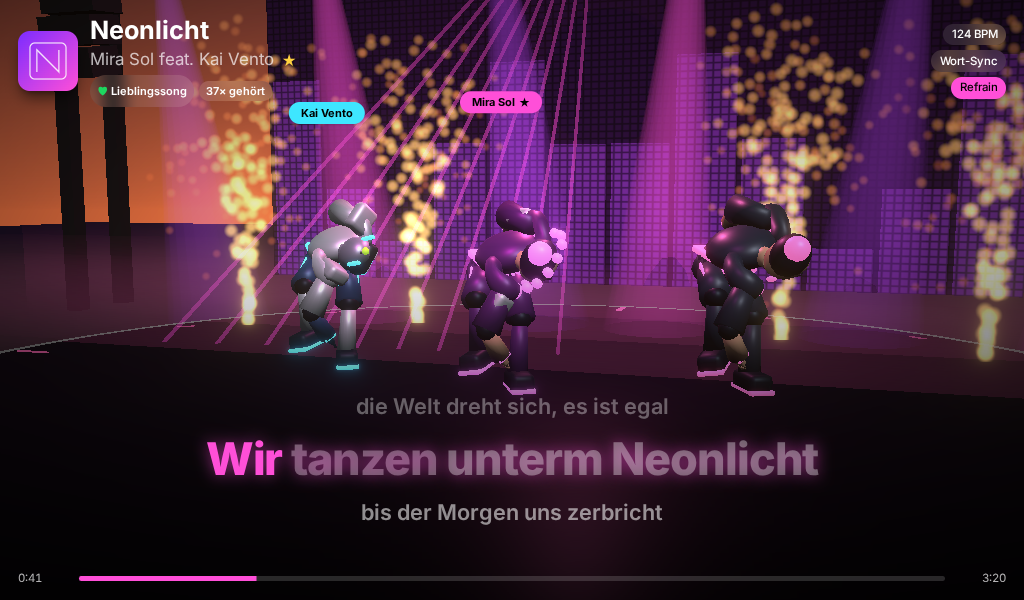 Neonlicht
Mira Sol feat. Kai Vento ★
Lieblingssong
37× gehört
124 BPM
Wort-Sync
Refrain
Kai Vento
Mira Sol ★
die Welt dreht sich, es ist egal
Wir tanzen unterm Neonlicht
bis der Morgen uns zerbricht
0:41
3:20